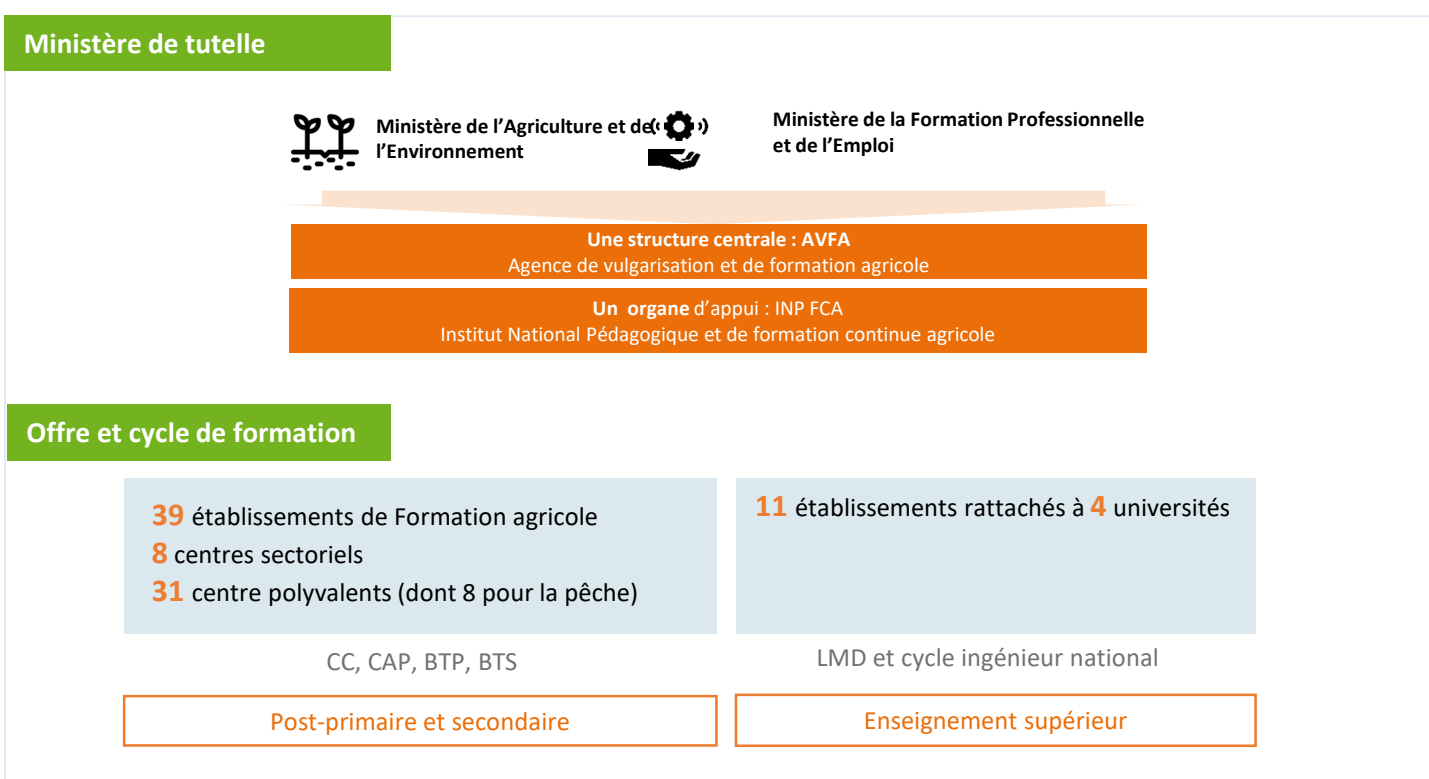 Ministère de tutelle
Ministère de l'Agriculture et de
l'Environnement
Ministère de la Formation Professionnelle
et de l'Emploi
Une structure centrale : AVFA
Agence de vulgarisation et de formation agricole
Un organe d'appui : INP FCA
Institut National Pédagogique et de formation continue agricole
Offre et cycle de formation
39 établissements de Formation agricole
8 centres sectoriels
31 centre polyvalents (dont 8 pour la pêche)
11 établissements rattachés à 4 universités
CC, CAP, BTP, BTS
LMD et cycle ingénieur national
Post-primaire et secondaire
Enseignement supérieur